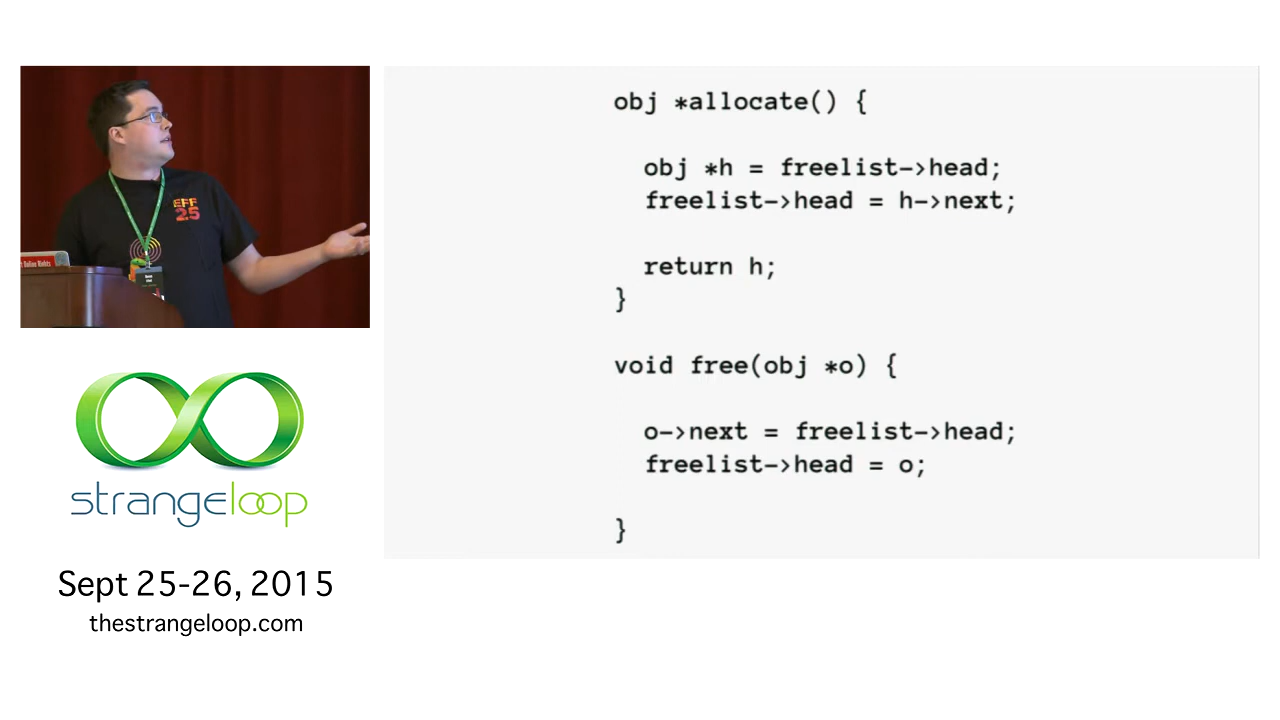 EFF
25
obj *allocate() {
obj *h = freelist->head;
freelist->head = h->next;
return h;
}
void free(obj *o) {
o->next = freelist->head;
freelist->head = o;
}
strangeloop
Sept 25-26, 2015
thestrangeloop.com